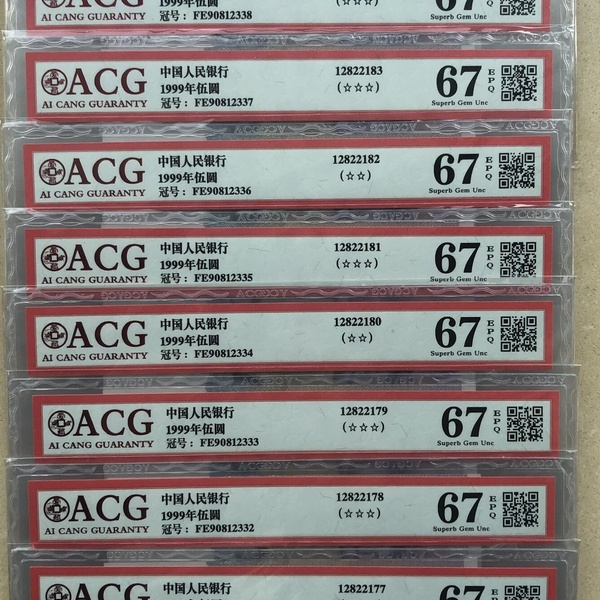 1999年伍圆 (☆☆☆) 67
AI CANG GUARANTY 冠号：FE90812338 Superb Gem Unc
ACG 中国人民银行 12822183 67 EPQ
1999年伍圆 (☆☆☆)
AI CANG GUARANTY 冠号：FE90812337 Superb Gem Unc
ACG 中国人民银行 12822182 67 EPQ
1999年伍圆 (☆☆)
AI CANG GUARANTY 冠号：FE90812336 Superb Gem Unc
ACG 中国人民银行 12822181 67 EPQ
1999年伍圆 (☆☆☆)
AI CANG GUARANTY 冠号：FE90812335 Superb Gem Unc
ACG 中国人民银行 12822180 67 EPQ
1999年伍圆 (☆☆)
AI CANG GUARANTY 冠号：FE90812334 Superb Gem Unc
ACG 中国人民银行 12822179 67 EPQ
1999年伍圆 (☆☆☆)
AI CANG GUARANTY 冠号：FE90812333 Superb Gem Unc
ACG 中国人民银行 12822178 67 EPQ
1999年伍圆 (☆☆☆)
AI CANG GUARANTY 冠号：FE90812332 Superb Gem Unc
ACG 中国人民银行 12822177 67